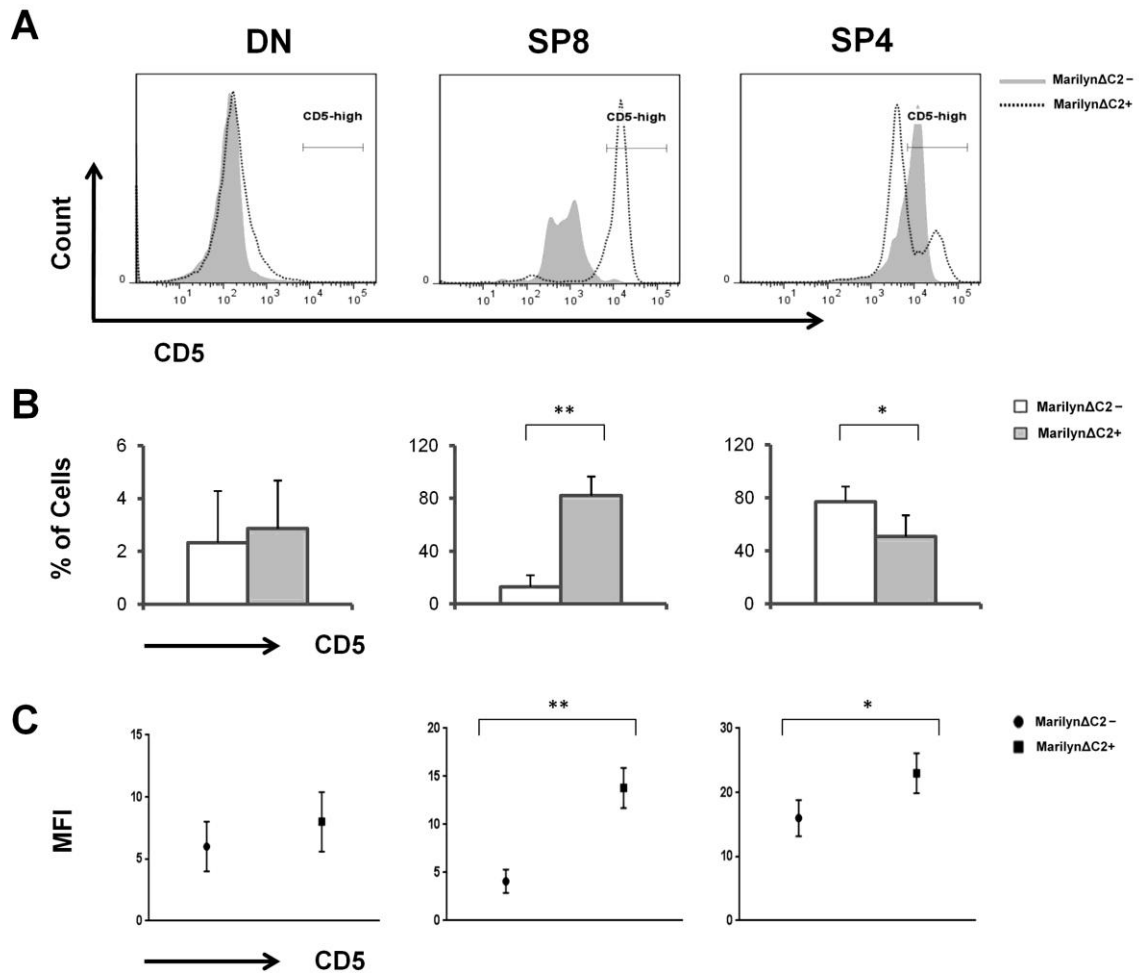 A
DN SP8 SP4
CD5-high CD5-high CD5-high
MarilynΔC2−
MarilynΔC2+
Count
0 0 0
10¹ 10² 10³ 10⁴ 10⁵ 10¹ 10² 10³ 10⁴ 10⁵ 10¹ 10² 10³ 10⁴ 10⁵
CD5
B
** *
MarilynΔC2−
MarilynΔC2+
% of Cells
6 120 120
4 80 80
2 40 40
0 0 0
CD5
C
** *
MarilynΔC2−
MarilynΔC2+
MFI
15 20 30
10 15 20
5 10 10
0 5 0
0
CD5